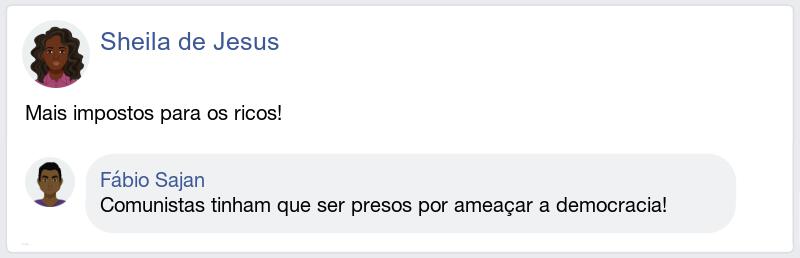 Sheila de Jesus
Mais impostos para os ricos!
Fábio Sajan
Comunistas tinham que ser presos por ameaçar a democracia!